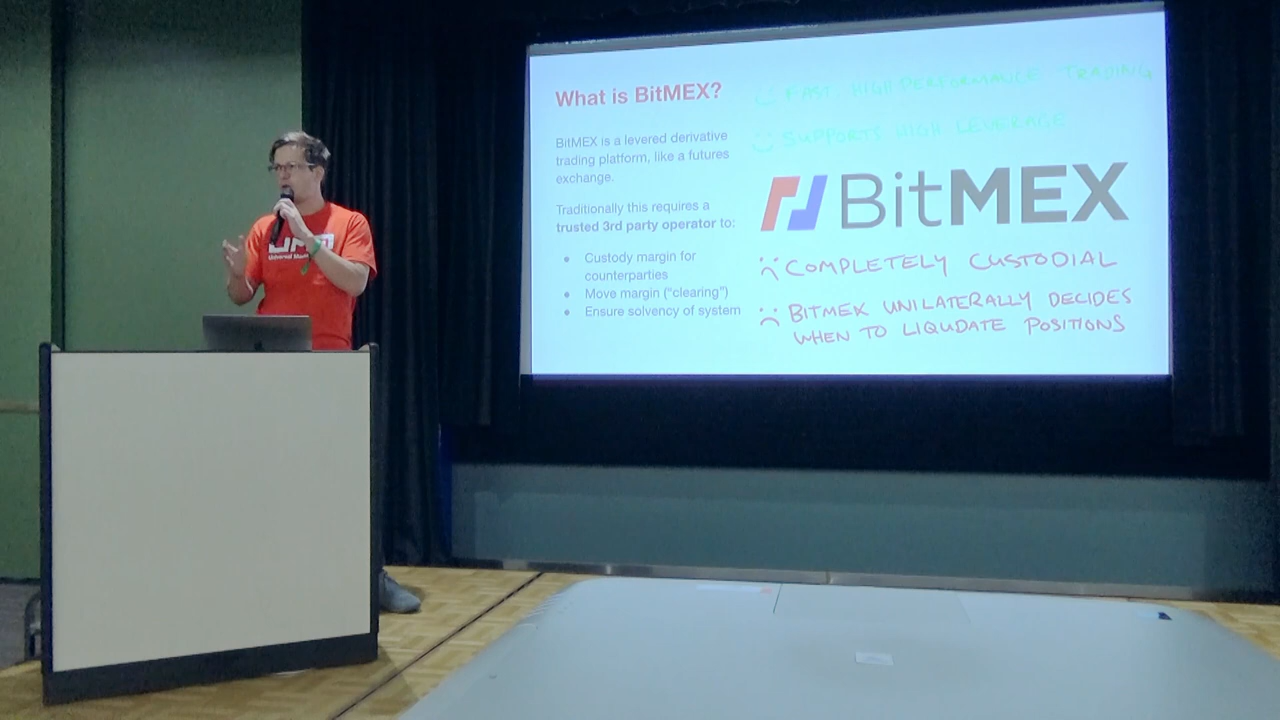 What is BitMEX?
BitMEX is a levered derivative
trading platform, like a futures
exchange.
Traditionally this requires a
trusted 3rd party operator to:
• Custody margin for
counterparties
• Move margin ("clearing")
• Ensure solvency of system
FAST, HIGH PERFORMANCE TRADING
SUPPORTS HIGH LEVERAGE
BitMEX
COMPLETELY CUSTODIAL
BITMEX UNILATERALLY DECIDES
WHEN TO LIQUDATE POSITIONS
UMA
Universal